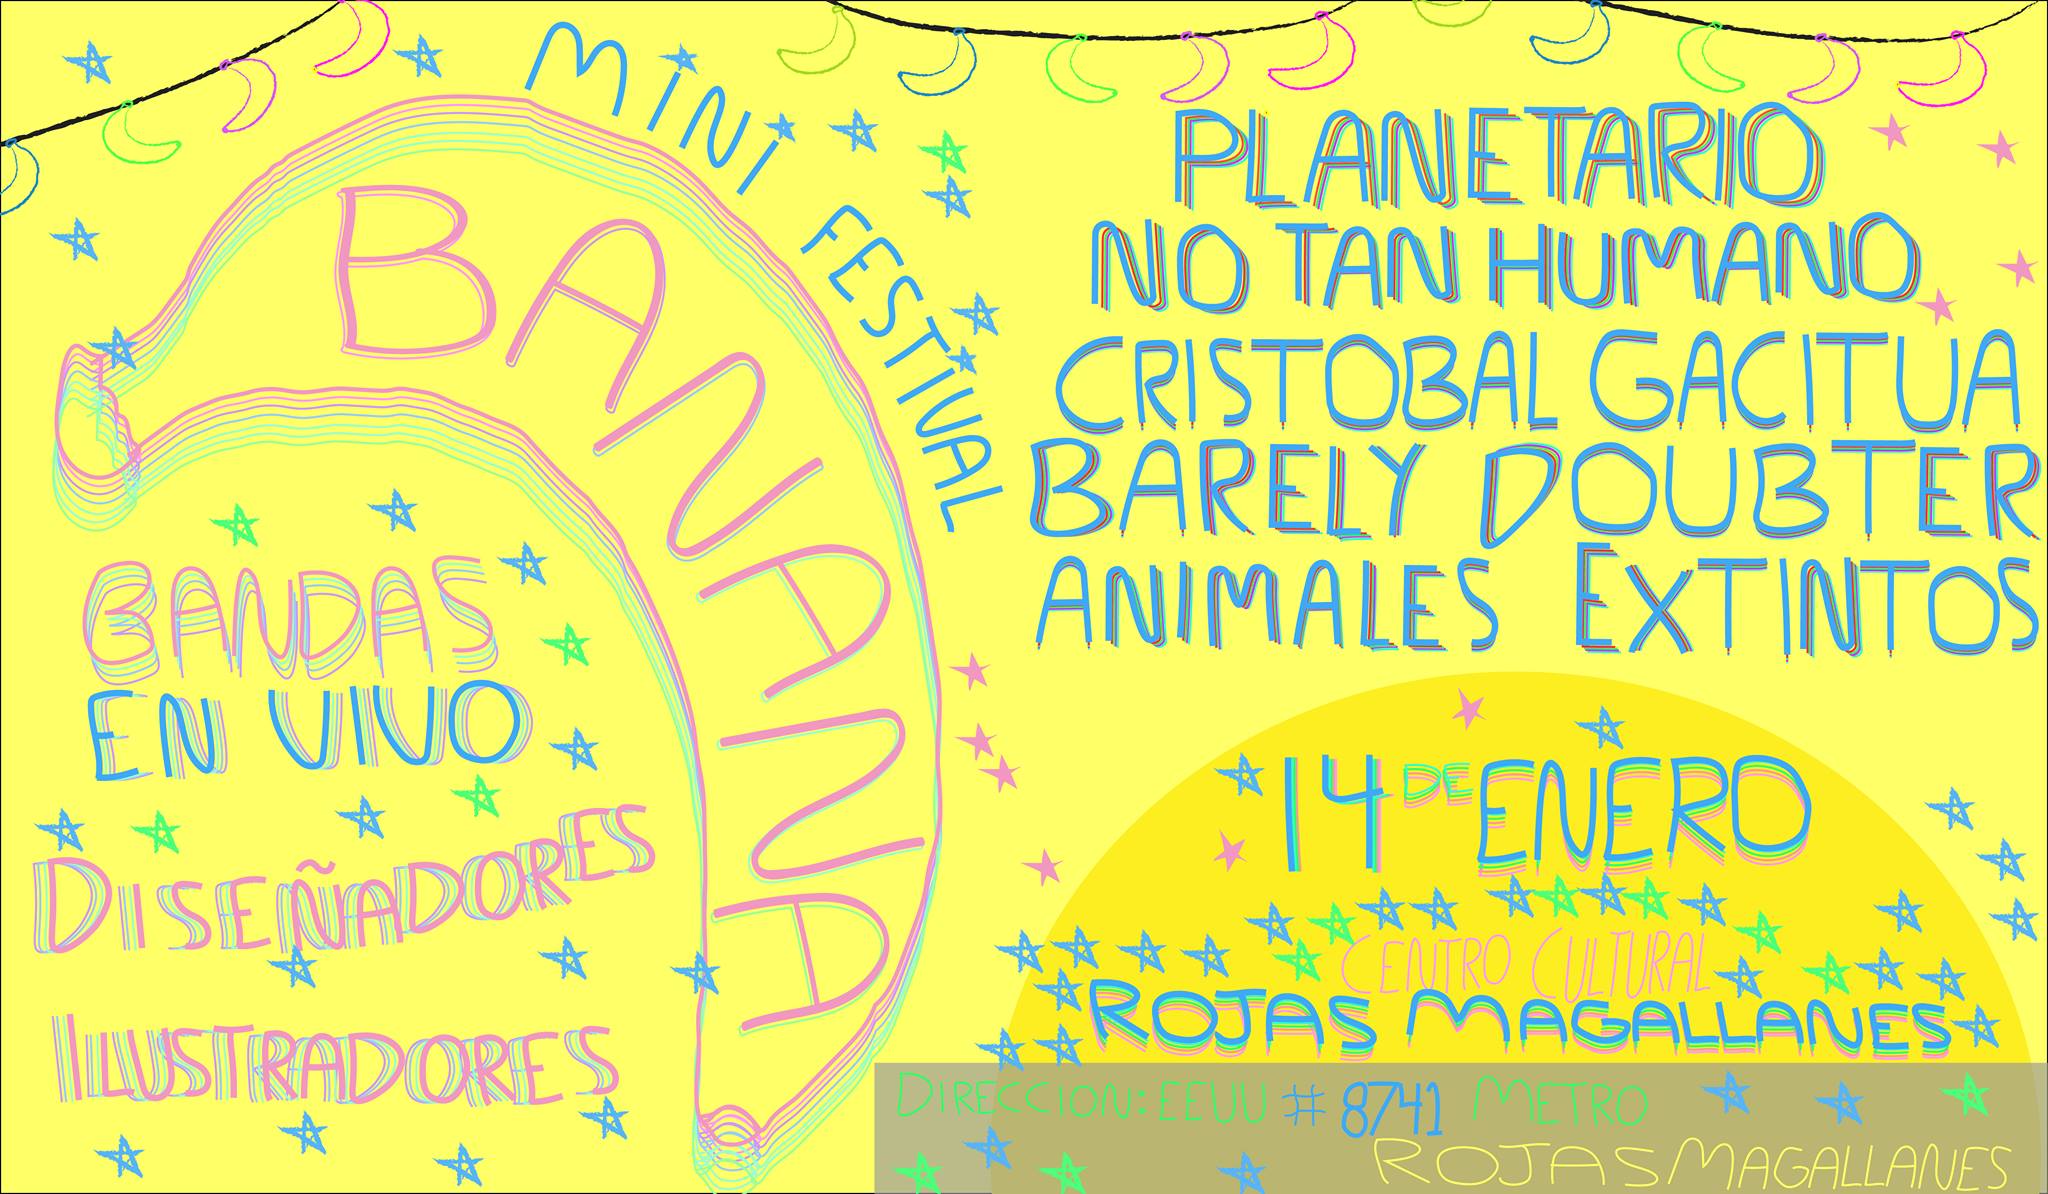 MiNi FESTiVAL
BANANA
BANDAS
EN VIVO
DISEÑADORES
ILUSTRADORES
PLANETARIO
NO TAN HUMANO
CRISTOBAL GACITUA
BARELY DOUBTER
ANIMALES EXTINTOS
14 DE ENERO
CENTRO CULTURAL
ROJAS MAGALLANES
DIRECCION: EEUU # 8741 METRO
ROJAS MAGALLANES